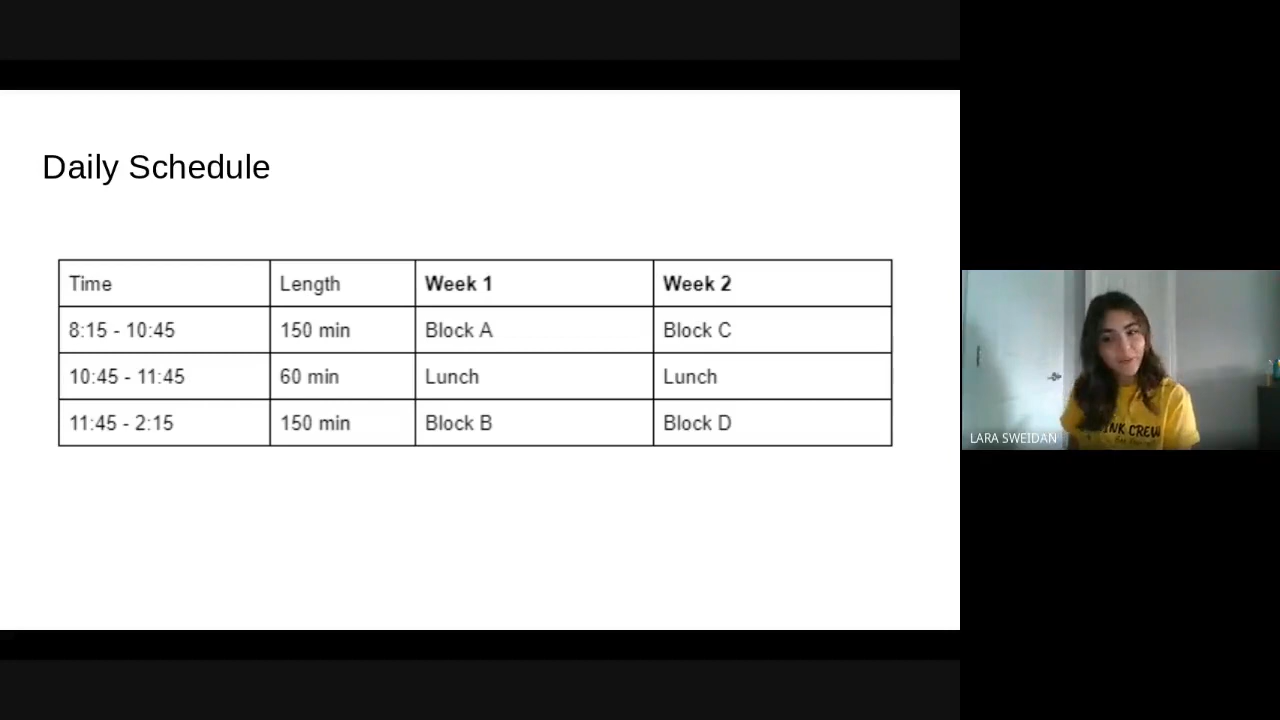 Daily Schedule
Time Length Week 1 Week 2
8:15 - 10:45 150 min Block A Block C
10:45 - 11:45 60 min Lunch Lunch
11:45 - 2:15 150 min Block B Block D
LARA SWEIDAN
CREW